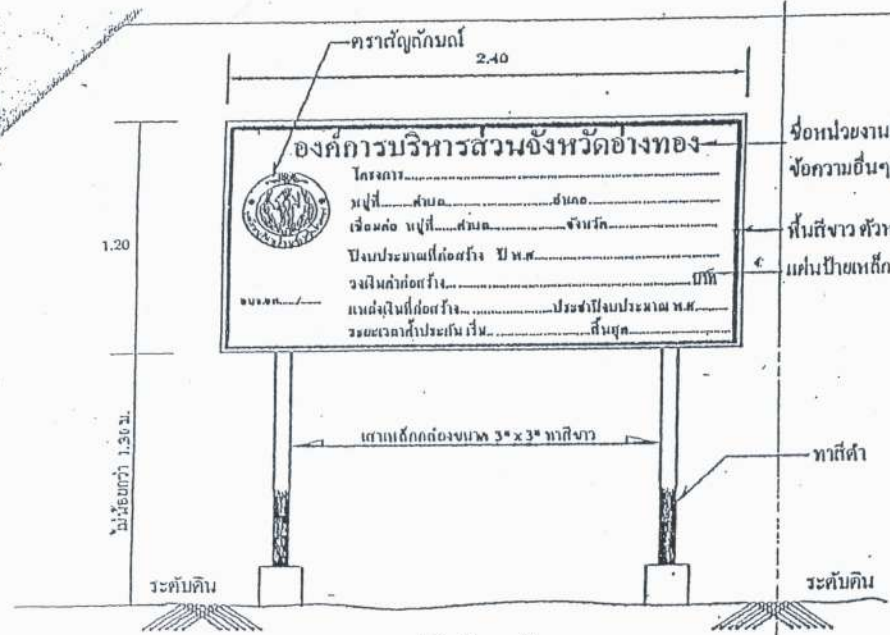 ตราสัญลักษณ์
2.40
องค์การบริหารส่วนจังหวัดอ่างทอง
ชื่อหน่วยงาน
ข้อความอื่นๆ
โครงการ
หมู่ที่......ตำบล..............อำเภอ
เชื่อมต่อ หมู่ที่......ตำบล..............จังหวัด
พื้นสีขาว
ปีงบประมาณที่ก่อสร้าง ปี พ.ศ
แผ่นป้ายเหล็ก
วงเงินค่าก่อสร้าง..............บาท
อบจ.อท...../.....
แหล่งเงินที่ก่อสร้าง..............ประจำปีงบประมาณ พ.ศ.
ระยะเวลาค้ำประกัน เริ่ม..............สิ้นสุด
1.20
ไม่น้อยกว่า 1.30 ม.
เสาเหล็กกล่องขนาด 3" x 3" ทาสีขาว
ทาสีดำ
ระดับดิน
ระดับดิน